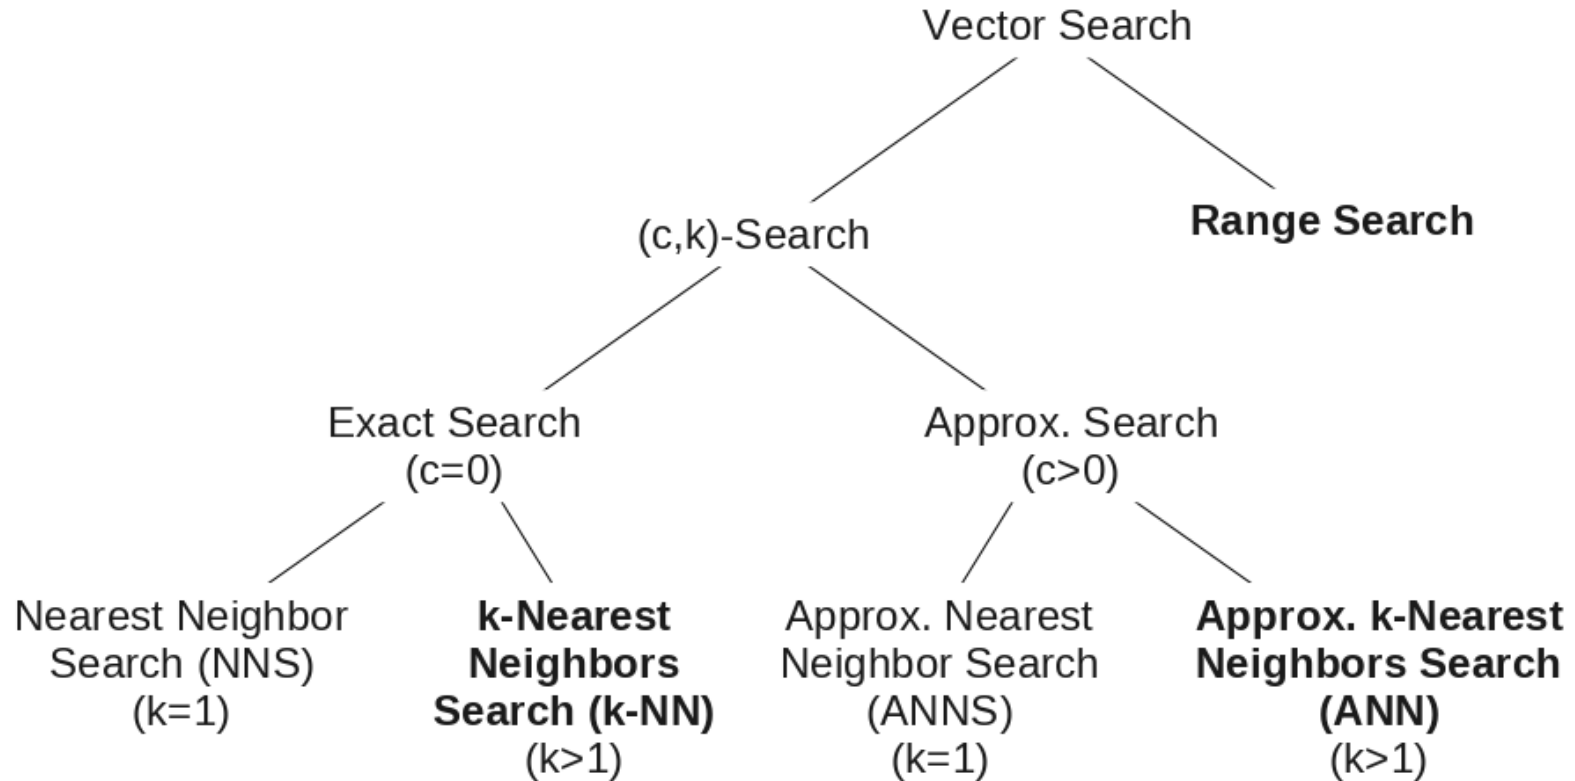 Vector Search
(c,k)-Search
Range Search
Exact Search
(c=0)
Approx. Search
(c>0)
Nearest Neighbor
Search (NNS)
(k=1)
k-Nearest
Neighbors
Search (k-NN)
(k>1)
Approx. Nearest
Neighbor Search
(ANNS)
(k=1)
Approx. k-Nearest
Neighbors Search
(ANN)
(k>1)